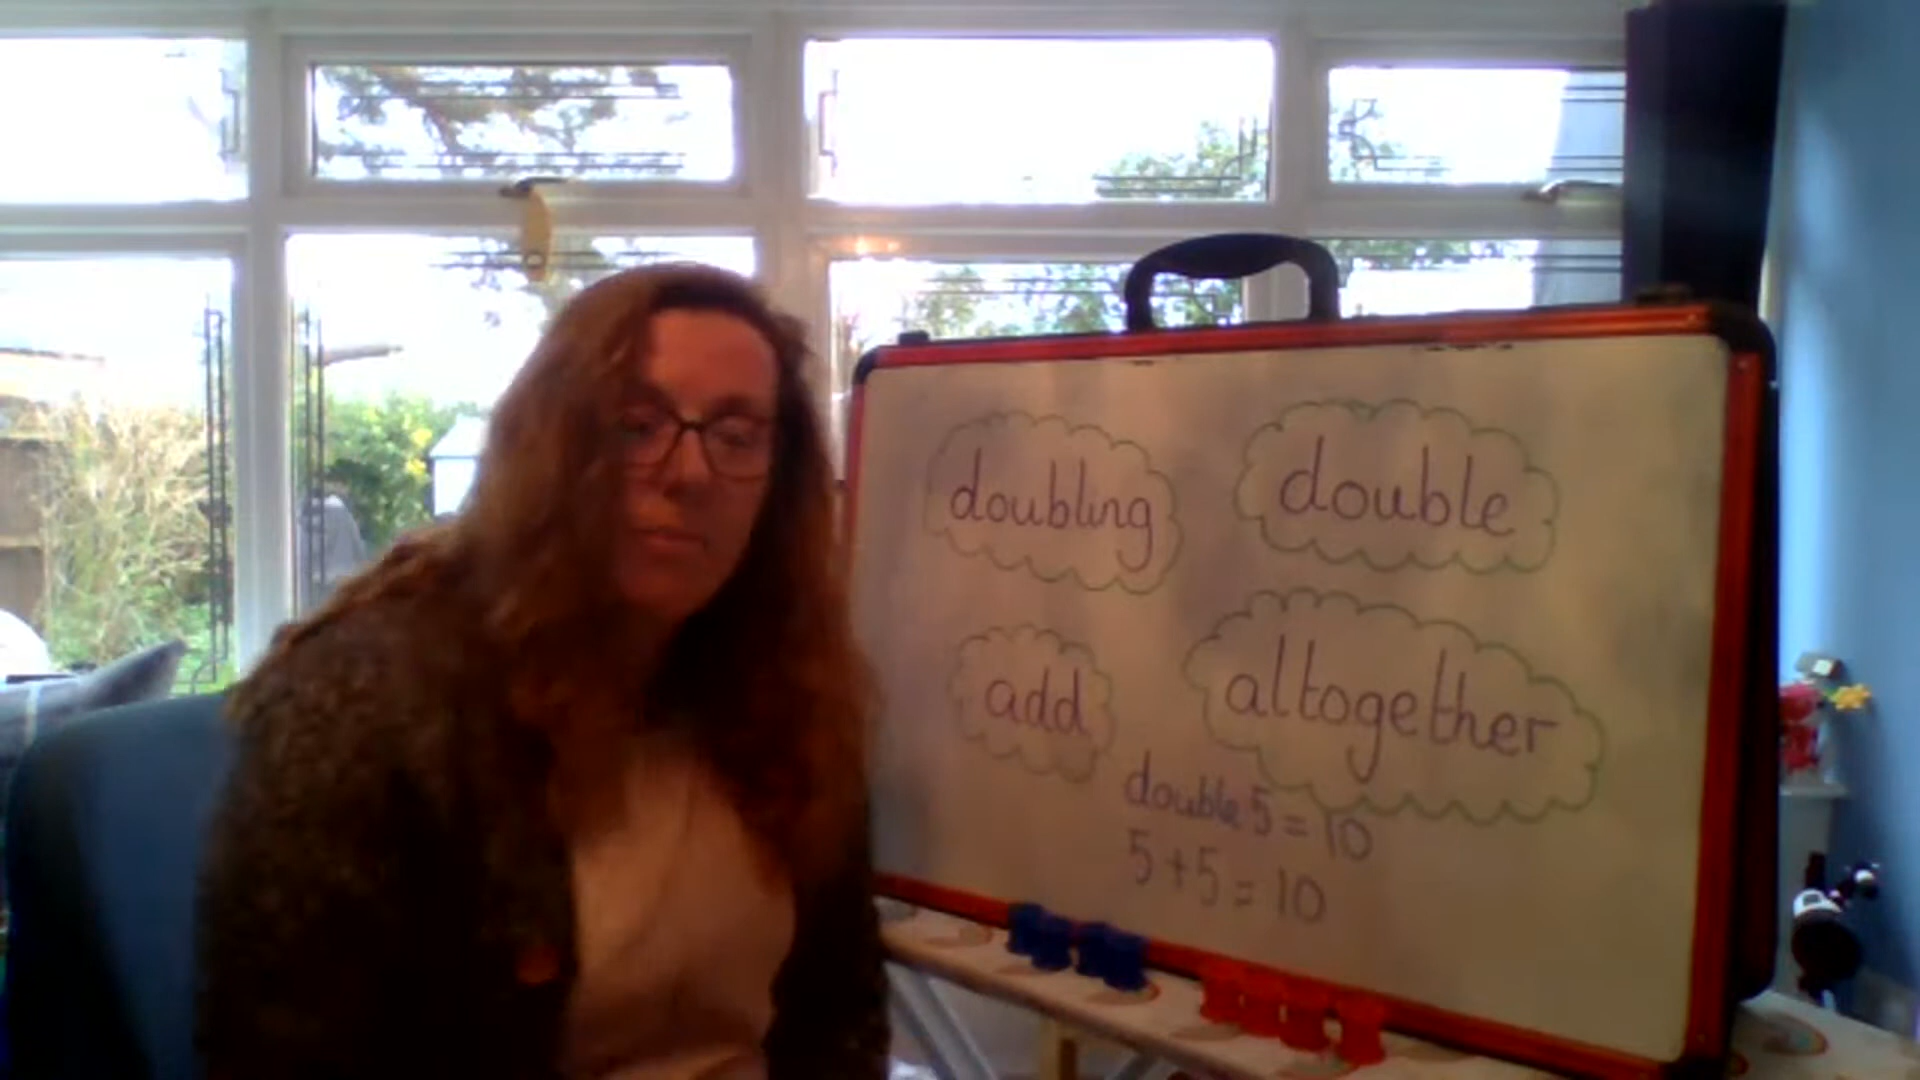 doubling
double
add
altogether
double 5 = 10
5 + 5 = 10